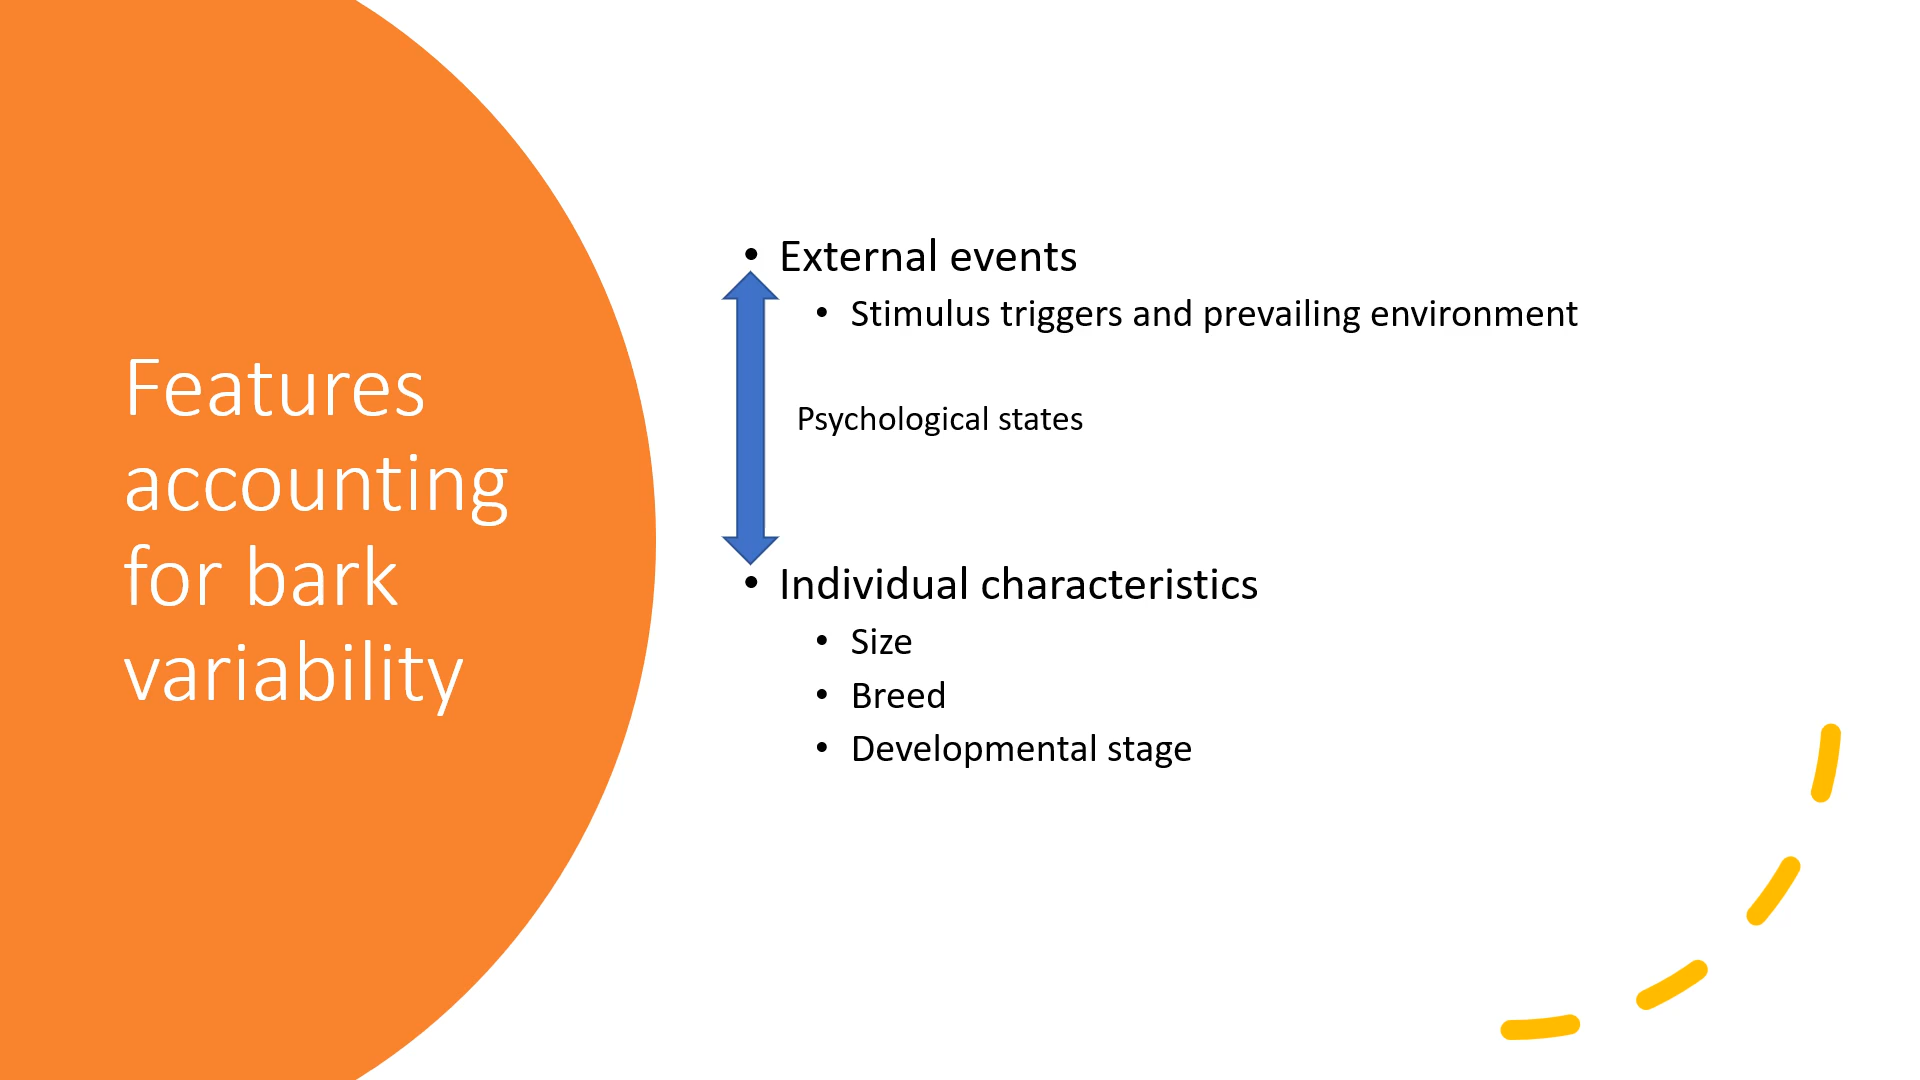 Features
accounting
for bark
variability
• External events
• Stimulus triggers and prevailing environment
Psychological states
• Individual characteristics
• Size
• Breed
• Developmental stage